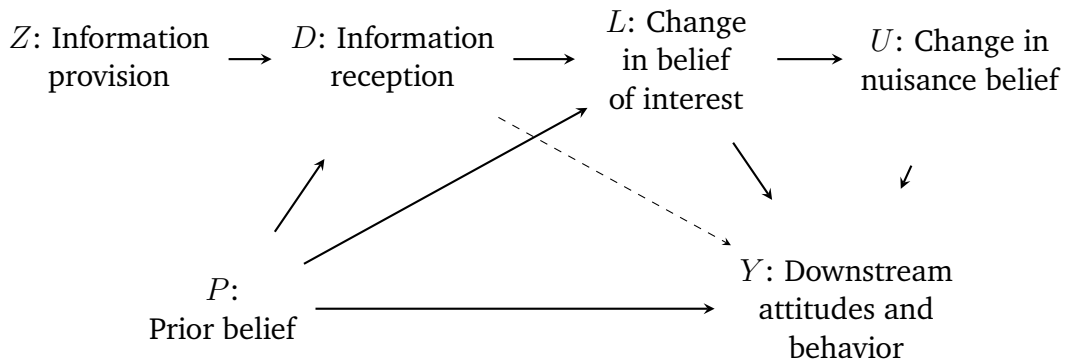 Z: Information
provision
D: Information
reception
L: Change
in belief
of interest
U: Change in
nuisance belief
P:
Prior belief
Y: Downstream
attitudes and
behavior